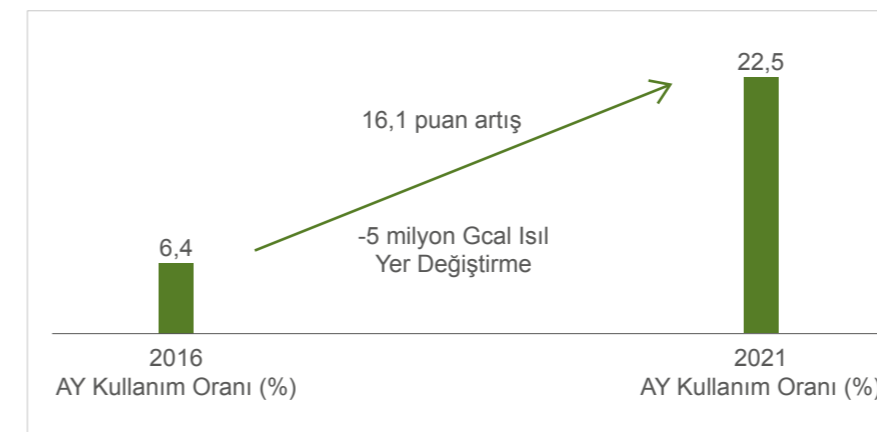 22,5
16,1 puan artış
-5 milyon Gcal Isıl
Yer Değiştirme
6,4
2016
AY Kullanım Oranı (%)
2021
AY Kullanım Oranı (%)